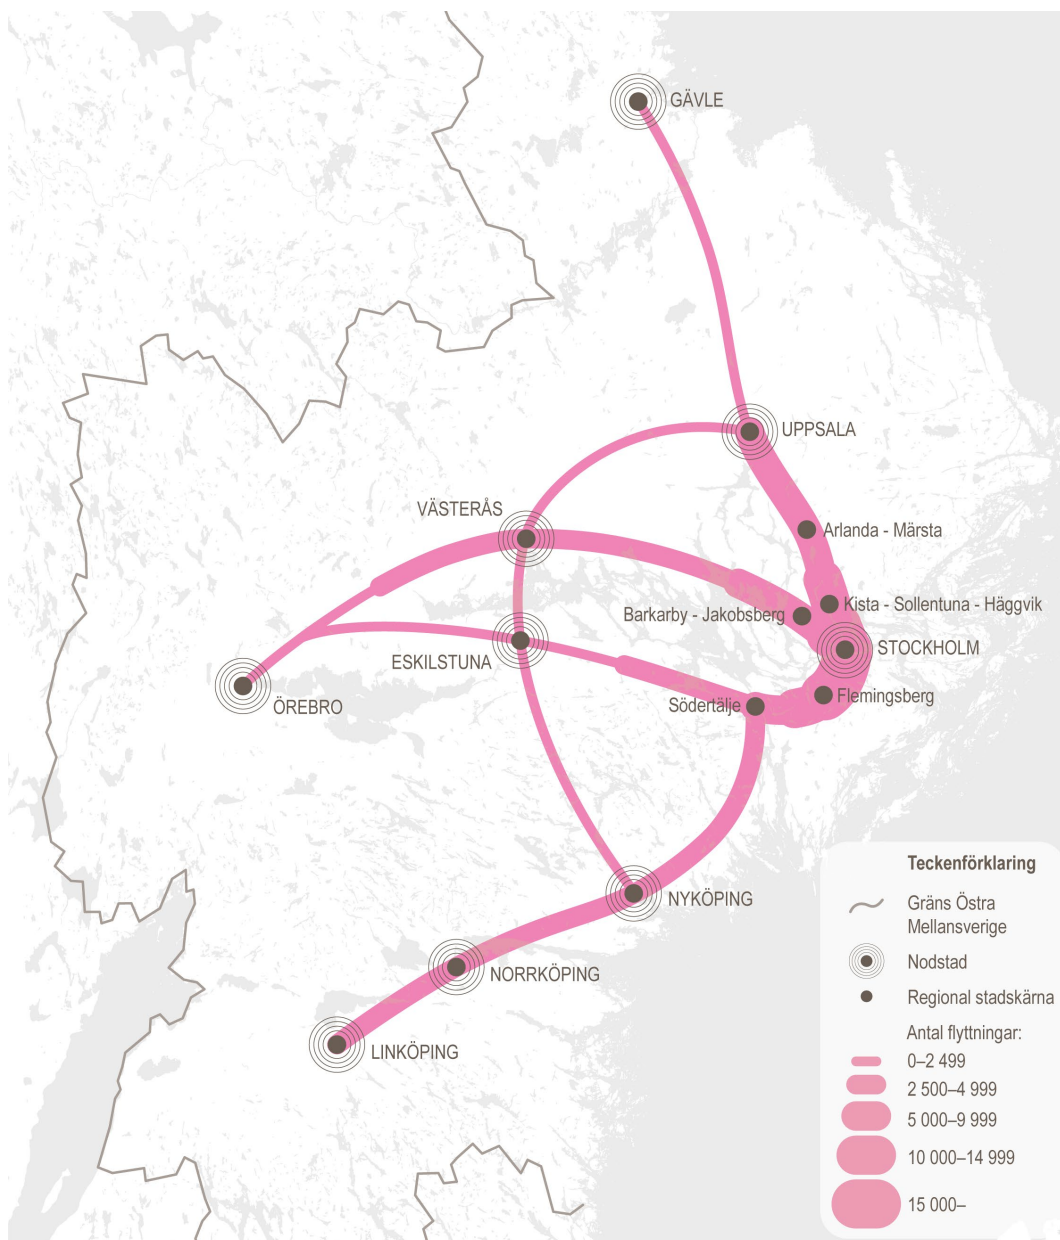 GÄVLE
UPPSALA
VÄSTERÅS
Arlanda - Märsta
Kista - Sollentuna - Häggvik
Barkarby - Jakobsberg
STOCKHOLM
ESKILSTUNA
Flemingsberg
Södertälje
ÖREBRO
NYKÖPING
NORRKÖPING
LINKÖPING
Teckenförklaring
Gräns Östra
Mellansverige
Nodstad
Regional stadskärna
Antal flyttningar:
0–2 499
2 500–4 999
5 000–9 999
10 000–14 999
15 000–